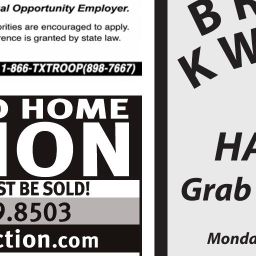 al Opportunity Employer.
orities are encouraged to apply.
rence is granted by state law.
1-866-TXTROOP(898-7667)
D HOME
ION
ST BE SOLD!
9.8503
ction.com
B R
K W
HA
Grab
Monda